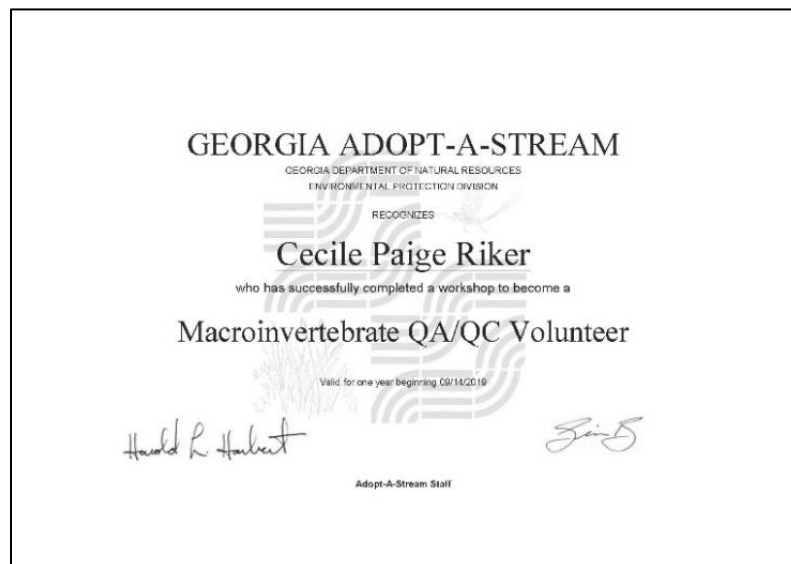 GEORGIA ADOPT-A-STREAM
GEORGIA DEPARTMENT OF NATURAL RESOURCES
ENVIRONMENTAL PROTECTION DIVISION
RECOGNIZES
Cecile Paige Riker
who has successfully completed a workshop to become a
Macroinvertebrate QA/QC Volunteer
Valid for one year beginning 09/14/2019
Harold L. Harbert
Adopt-A-Stream Staff